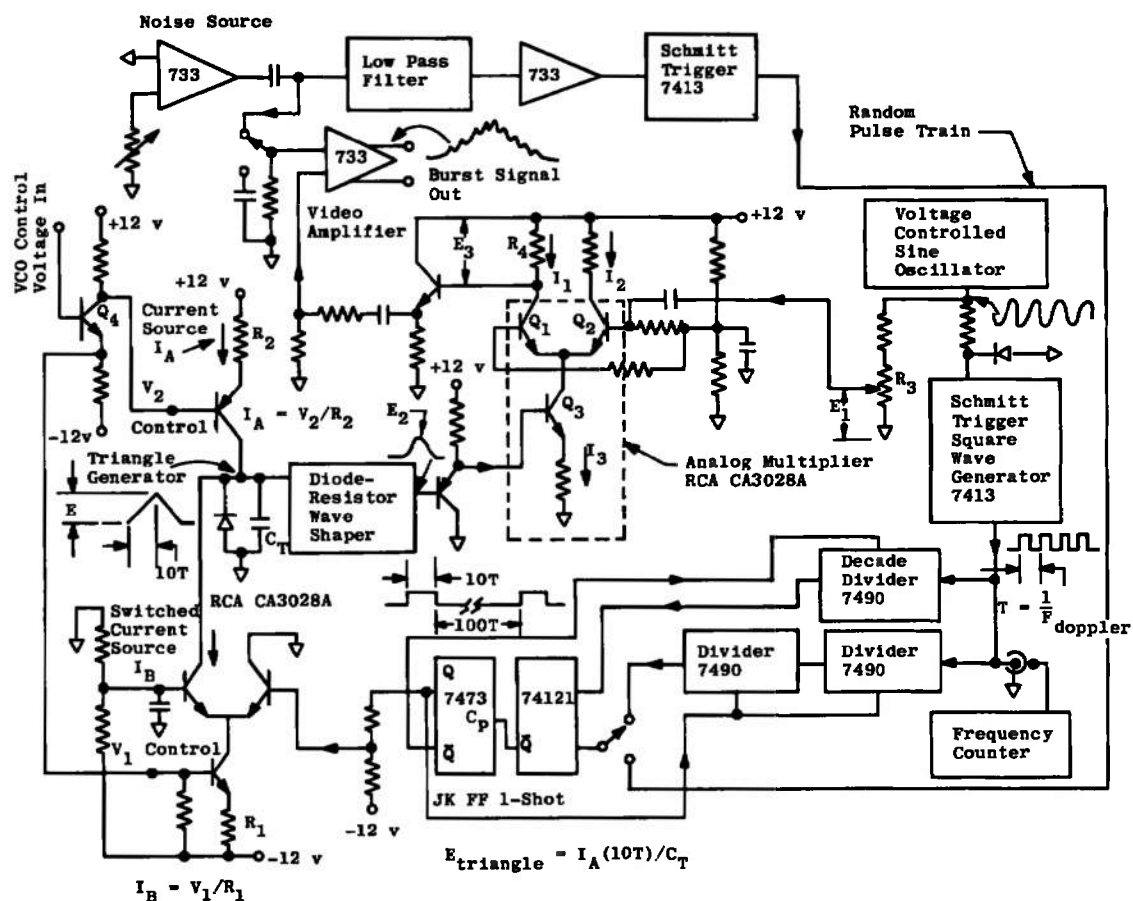 Noise Source
733
Low Pass
Filter
733
Schmitt
Trigger
7413
Random
Pulse Train
733
Burst Signal
Out
Video
Amplifier
VCO Control
Voltage In
+12 v
Q4
-12v
Current
Source
IA
+12 v
R2
V2
Control
IA = V2/R2
E3
R4
I1
I2
+12 v
Q1
Q2
Q3
I3
+12 v
E2
Analog Multiplier
RCA CA3028A
Voltage
Controlled
Sine
Oscillator
R3
E1
Schmitt
Trigger
Square
Wave
Generator
7413
Triangle
Generator
E
10T
CT
Diode-
Resistor
Wave
Shaper
RCA CA3028A
Switched
Current
Source
IB
V1
Control
R1
-12 v
IB = V1/R1
10T
100T
Q
7473
CP
Q̄
74121
Q̄
JK FF 1-Shot
-12 v
Decade
Divider
7490
Divider
7490
Divider
7490
T = 1/Fdoppler
Frequency
Counter
Etriangle = IA(10T)/CT